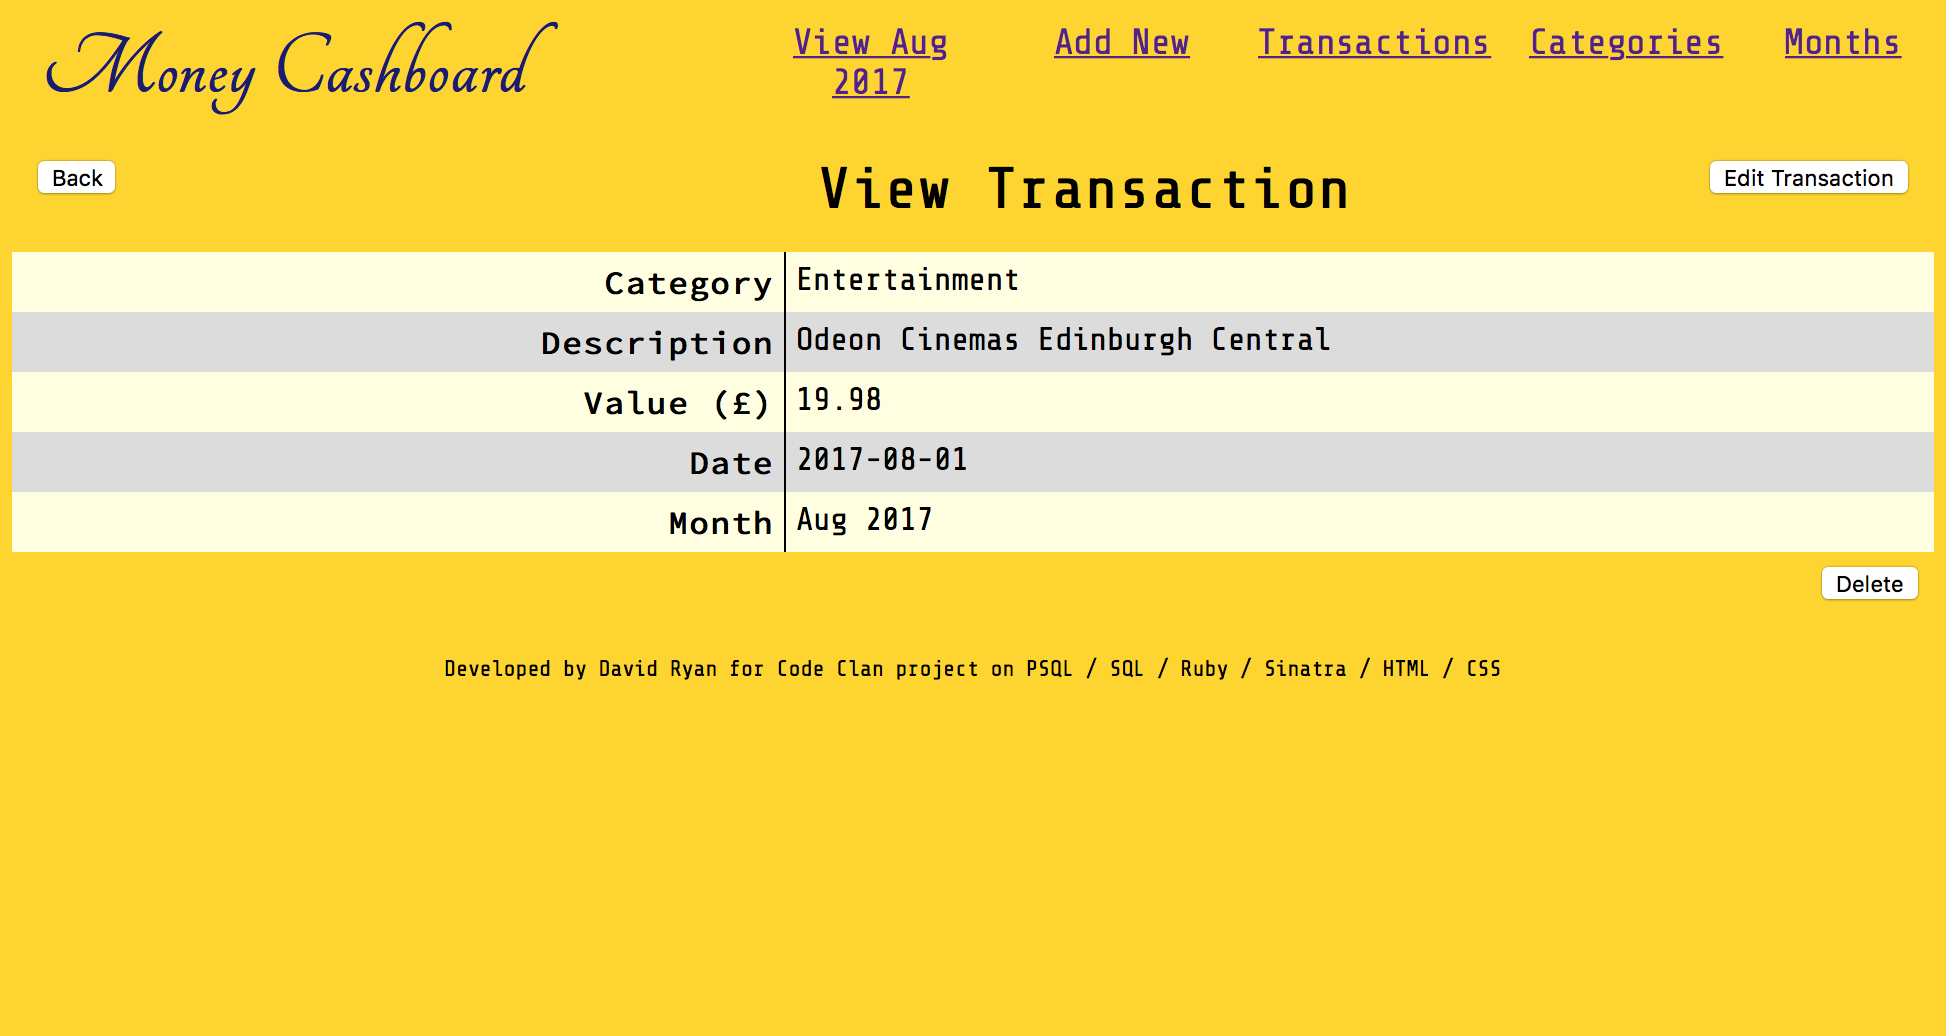 Money Cashboard
View Aug 2017
Add New
Transactions
Categories
Months
Back
View Transaction
Edit Transaction
Category Entertainment
Description Odeon Cinemas Edinburgh Central
Value (£) 19.98
Date 2017-08-01
Month Aug 2017
Delete
Developed by David Ryan for Code Clan project on PSQL / SQL / Ruby / Sinatra / HTML / CSS